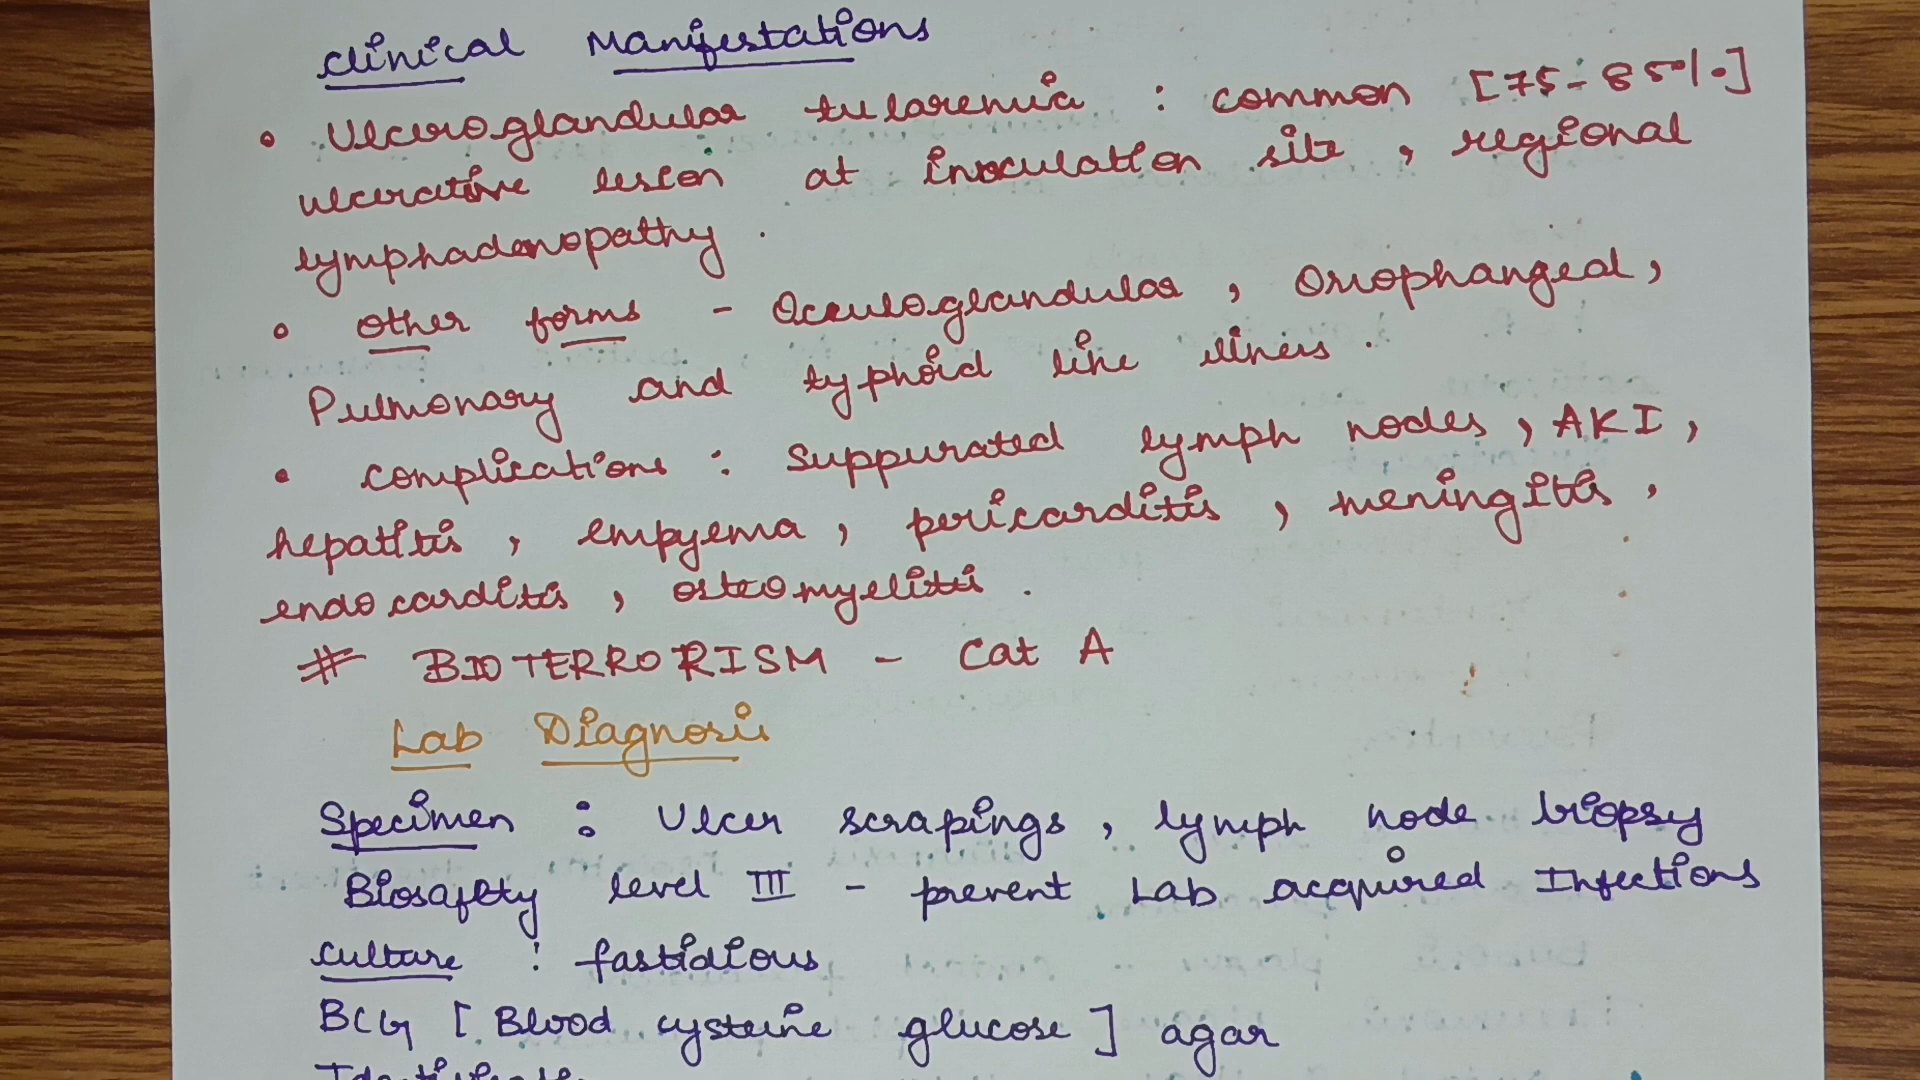 Clinical Manifestations
• Ulceroglandular tularemia : common [75-85%]
ulcerative lesion at inoculation site , regional
lymphadenopathy .
• Other forms - Occuloglandular , Orophangeal ,
Pulmonary and typhoid like illness .
• Complications : Suppurated lymph nodes , AKI ,
hepatitis , empyema , pericarditis , meningitis ,
endocarditis , osteomyelitis .
# BIOTERRORISM - Cat A
Lab Diagnosis
Specimen : Ulcer scrapings , lymph node biopsy
Biosafety level III - prevent Lab acquired Infections
Culture : fastidious
BCG [ Blood cysteine glucose ] agar